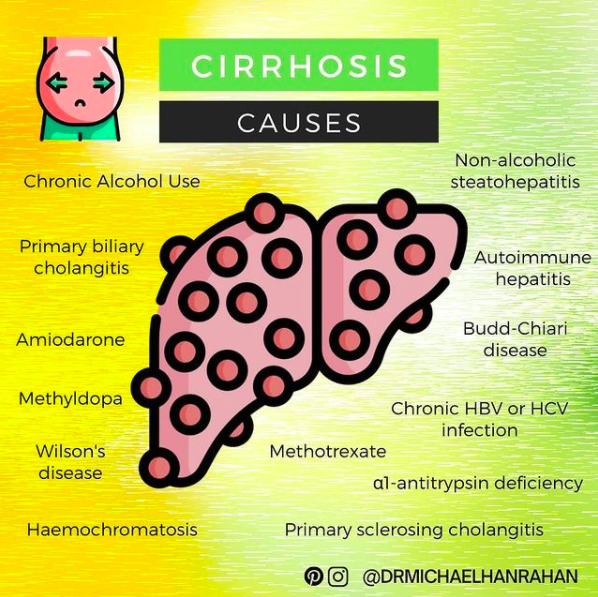 CIRRHOSIS
CAUSES
Chronic Alcohol Use
Non-alcoholic
steatohepatitis
Primary biliary
cholangitis
Autoimmune
hepatitis
Amiodarone
Budd-Chiari
disease
Methyldopa
Chronic HBV or HCV
infection
Wilson's
disease
Methotrexate
α1-antitrypsin deficiency
Haemochromatosis
Primary sclerosing cholangitis
@DRMICHAELHANRAHAN